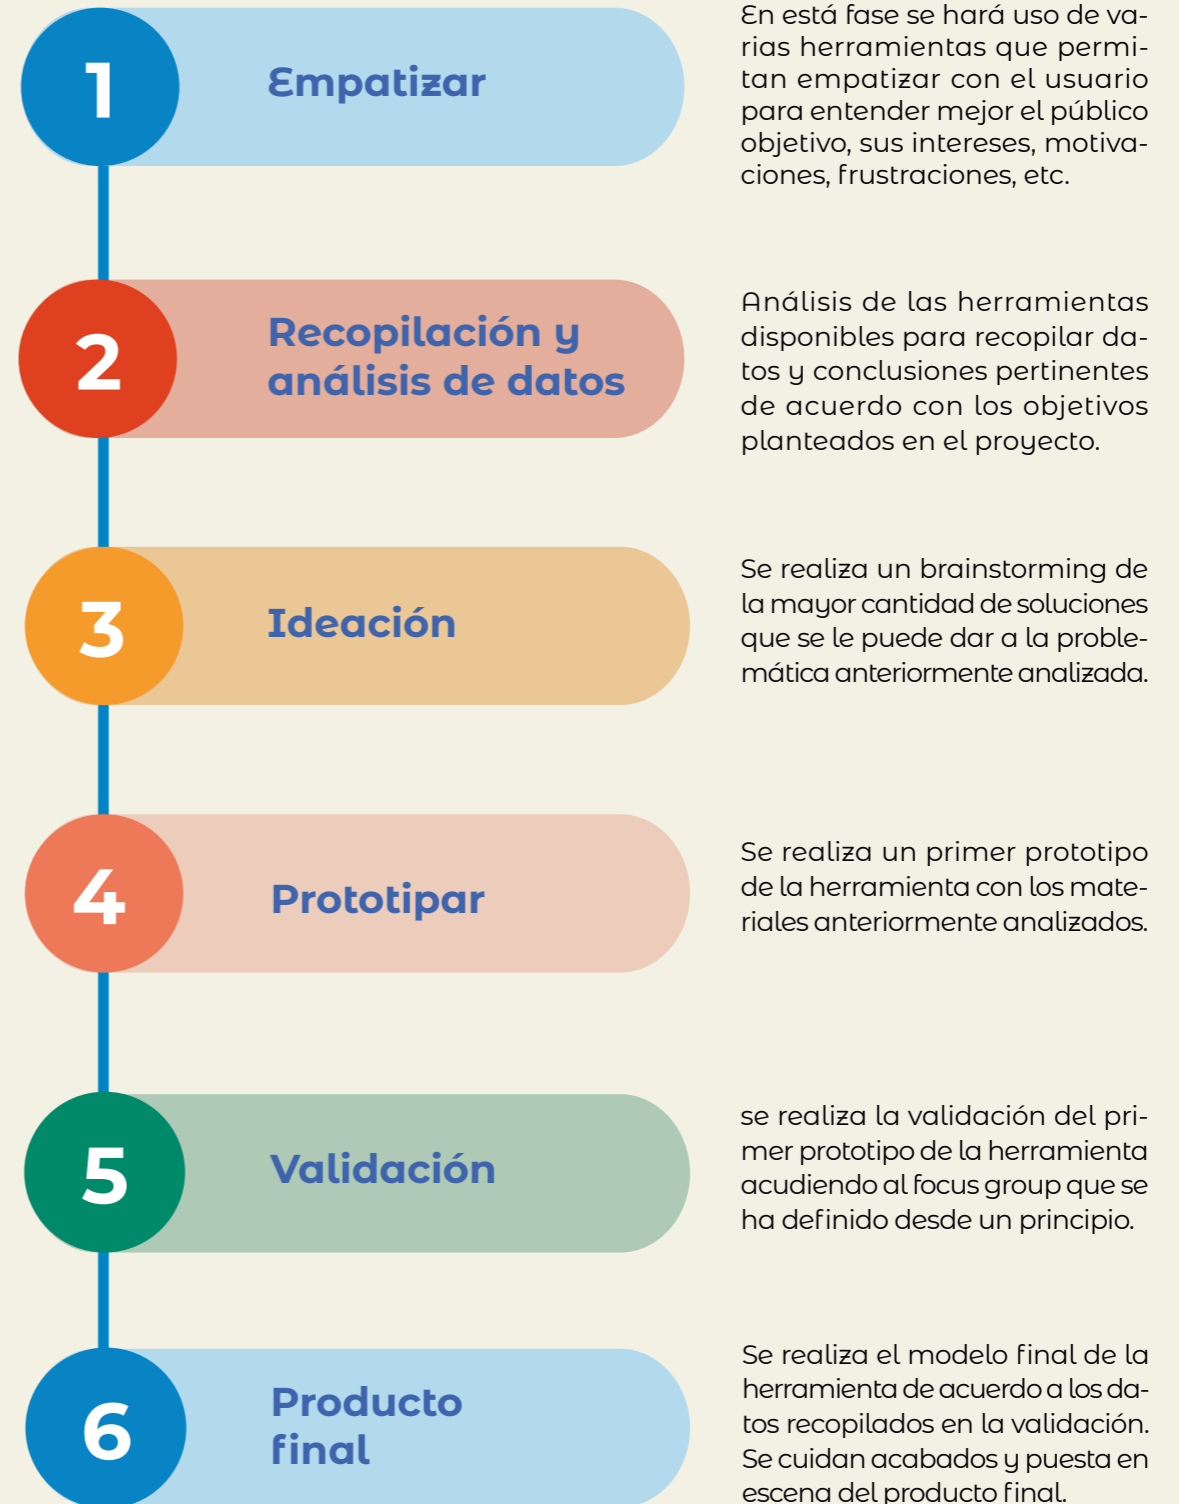 1
Empatizar
En está fase se hará uso de va-
rias herramientas que permi-
tan empatizar con el usuario
para entender mejor el público
objetivo, sus intereses, motiva-
ciones, frustraciones, etc.
2
Recopilación y
análisis de datos
Análisis de las herramientas
disponibles para recopilar da-
tos y conclusiones pertinentes
de acuerdo con los objetivos
planteados en el proyecto.
3
Ideación
Se realiza un brainstorming de
la mayor cantidad de soluciones
que se le puede dar a la proble-
mática anteriormente analizada.
4
Prototipar
Se realiza un primer prototipo
de la herramienta con los mate-
riales anteriormente analizados.
5
Validación
se realiza la validación del pri-
mer prototipo de la herramienta
acudiendo al focus group que se
ha definido desde un principio.
6
Producto
final
Se realiza el modelo final de la
herramienta de acuerdo a los da-
tos recopilados en la validación.
Se cuidan acabados y puesta en
escena del producto final.